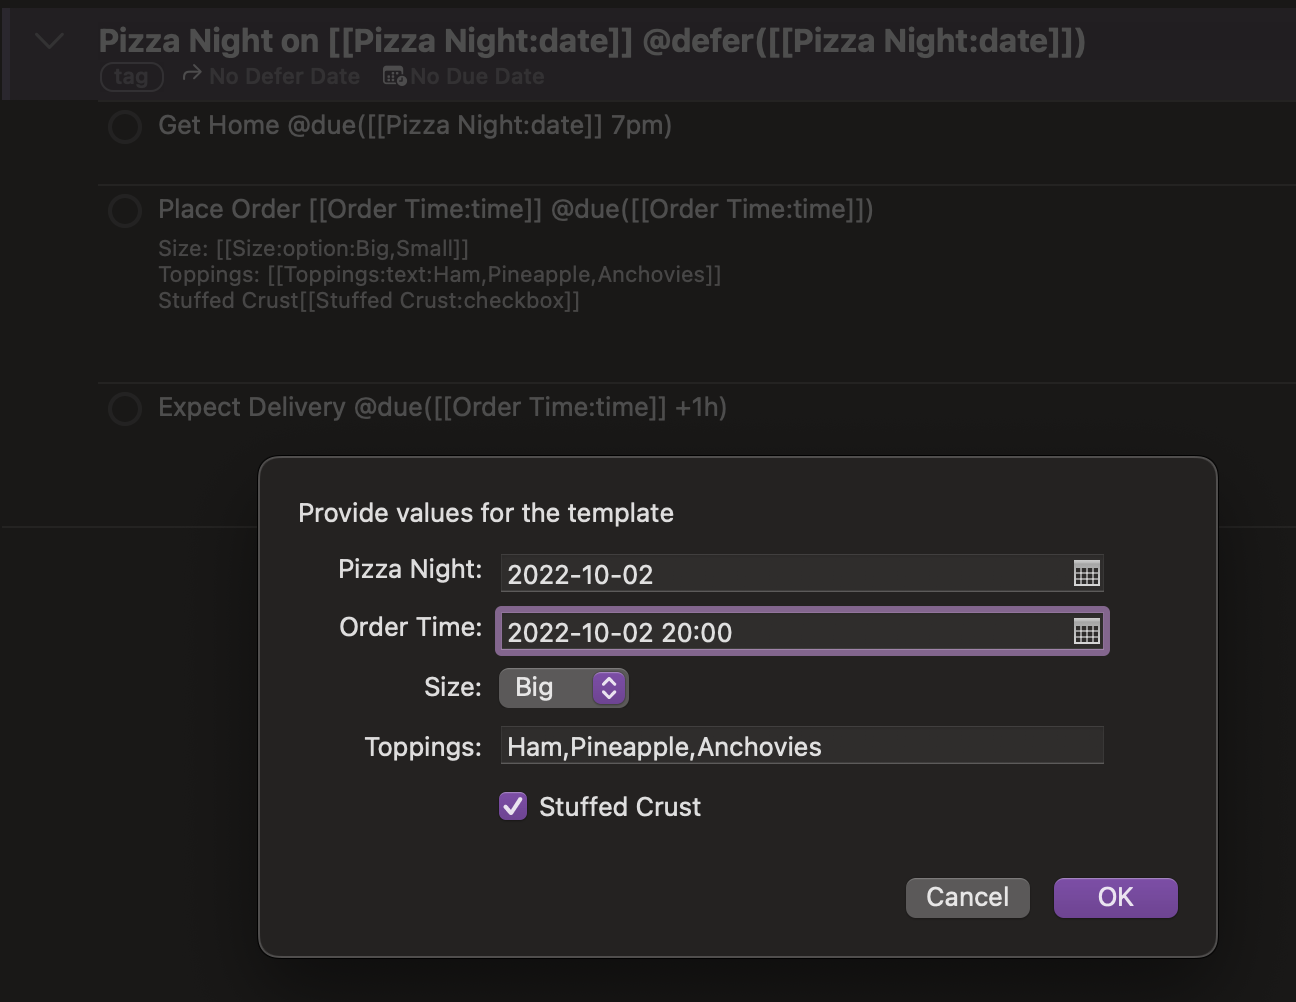 Pizza Night on [[Pizza Night:date]] @defer([[Pizza Night:date]])
tag No Defer Date No Due Date
Get Home @due([[Pizza Night:date]] 7pm)
Place Order [[Order Time:time]] @due([[Order Time:time]])
Size: [[Size:option:Big,Small]]
Toppings: [[Toppings:text:Ham,Pineapple,Anchovies]]
Stuffed Crust[[Stuffed Crust:checkbox]]
Expect Delivery @due([[Order Time:time]] +1h)
Provide values for the template
Pizza Night: 2022-10-02
Order Time: 2022-10-02 20:00
Size: Big
Toppings: Ham,Pineapple,Anchovies
Stuffed Crust
Cancel OK